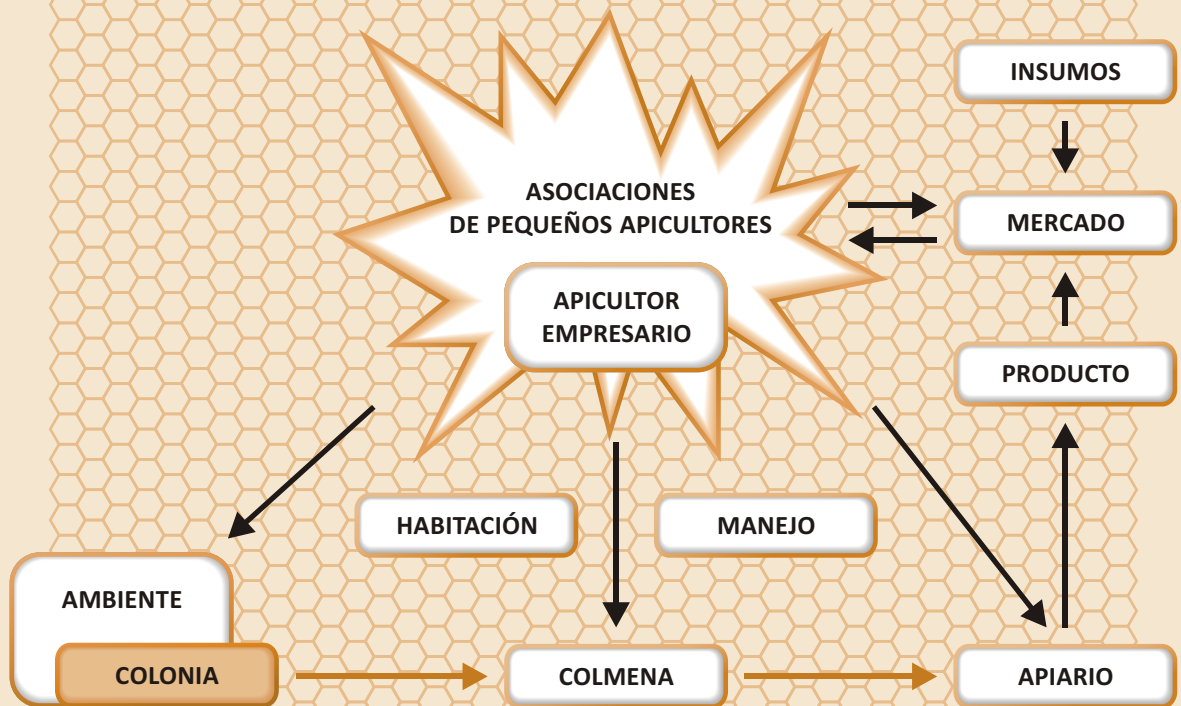 INSUMOS
ASOCIACIONES
DE PEQUEÑOS APICULTORES
MERCADO
APICULTOR
EMPRESARIO
PRODUCTO
HABITACIÓN
MANEJO
AMBIENTE
COLONIA
COLMENA
APIARIO